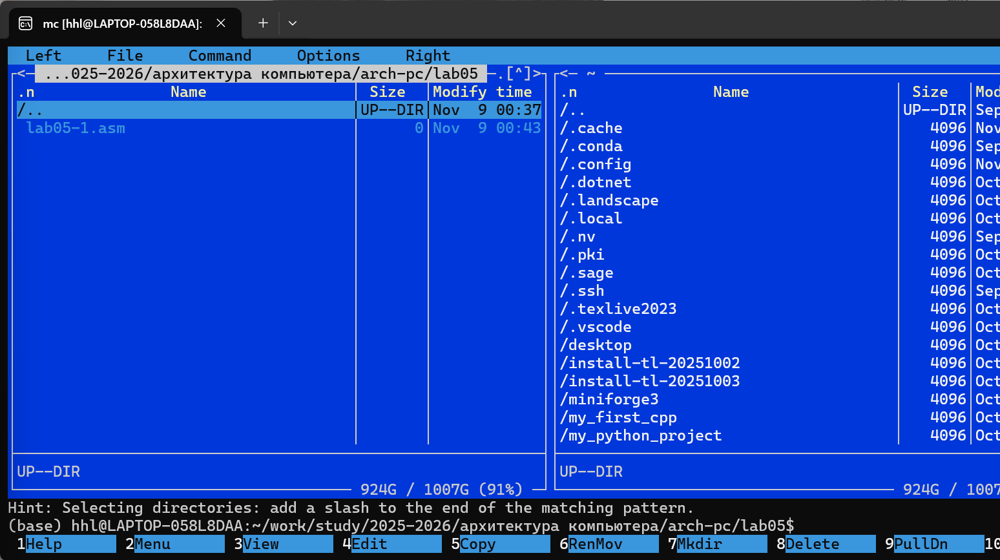 mc [hhl@LAPTOP-058L8DAA]:
Left File Command Options Right
<— ...025-2026/архитектура компьютера/arch-pc/lab05 —.[^]>
.n Name Size Modify time
/.. UP--DIR Nov 9 00:37
lab05-1.asm 0 Nov 9 00:43
UP--DIR
924G / 1007G (91%)
<— ~
.n Name Size Mod
/.. UP--DIR Sep
/.cache 4096 Nov
/.conda 4096 Sep
/.config 4096 Nov
/.dotnet 4096 Oct
/.landscape 4096 Oct
/.local 4096 Oct
/.nv 4096 Sep
/.pki 4096 Oct
/.sage 4096 Oct
/.ssh 4096 Sep
/.texlive2023 4096 Oct
/.vscode 4096 Oct
/desktop 4096 Oct
/install-tl-20251002 4096 Oct
/install-tl-20251003 4096 Oct
/miniforge3 4096 Oct
/my_first_cpp 4096 Oct
/my_python_project 4096 Oct
UP--DIR
924G / 1007
Hint: Selecting directories: add a slash to the end of the matching pattern.
(base) hhl@LAPTOP-058L8DAA:~/work/study/2025-2026/архитектура компьютера/arch-pc/lab05$
1Help 2Menu 3View 4Edit 5Copy 6RenMov 7Mkdir 8Delete 9PullDn 10